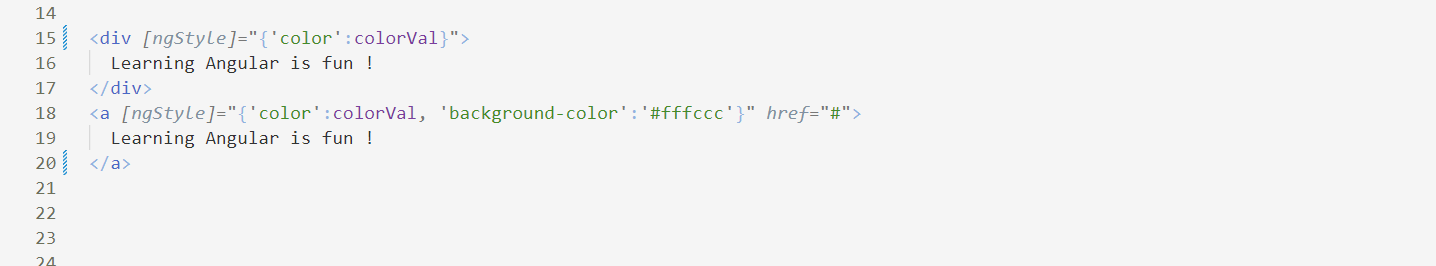 14
15 <div [ngStyle]="{'color':colorVal}">
16 Learning Angular is fun !
17 </div>
18 <a [ngStyle]="{'color':colorVal, 'background-color':'#fffccc'}" href="#">
19 Learning Angular is fun !
20 </a>
21
22
23
24